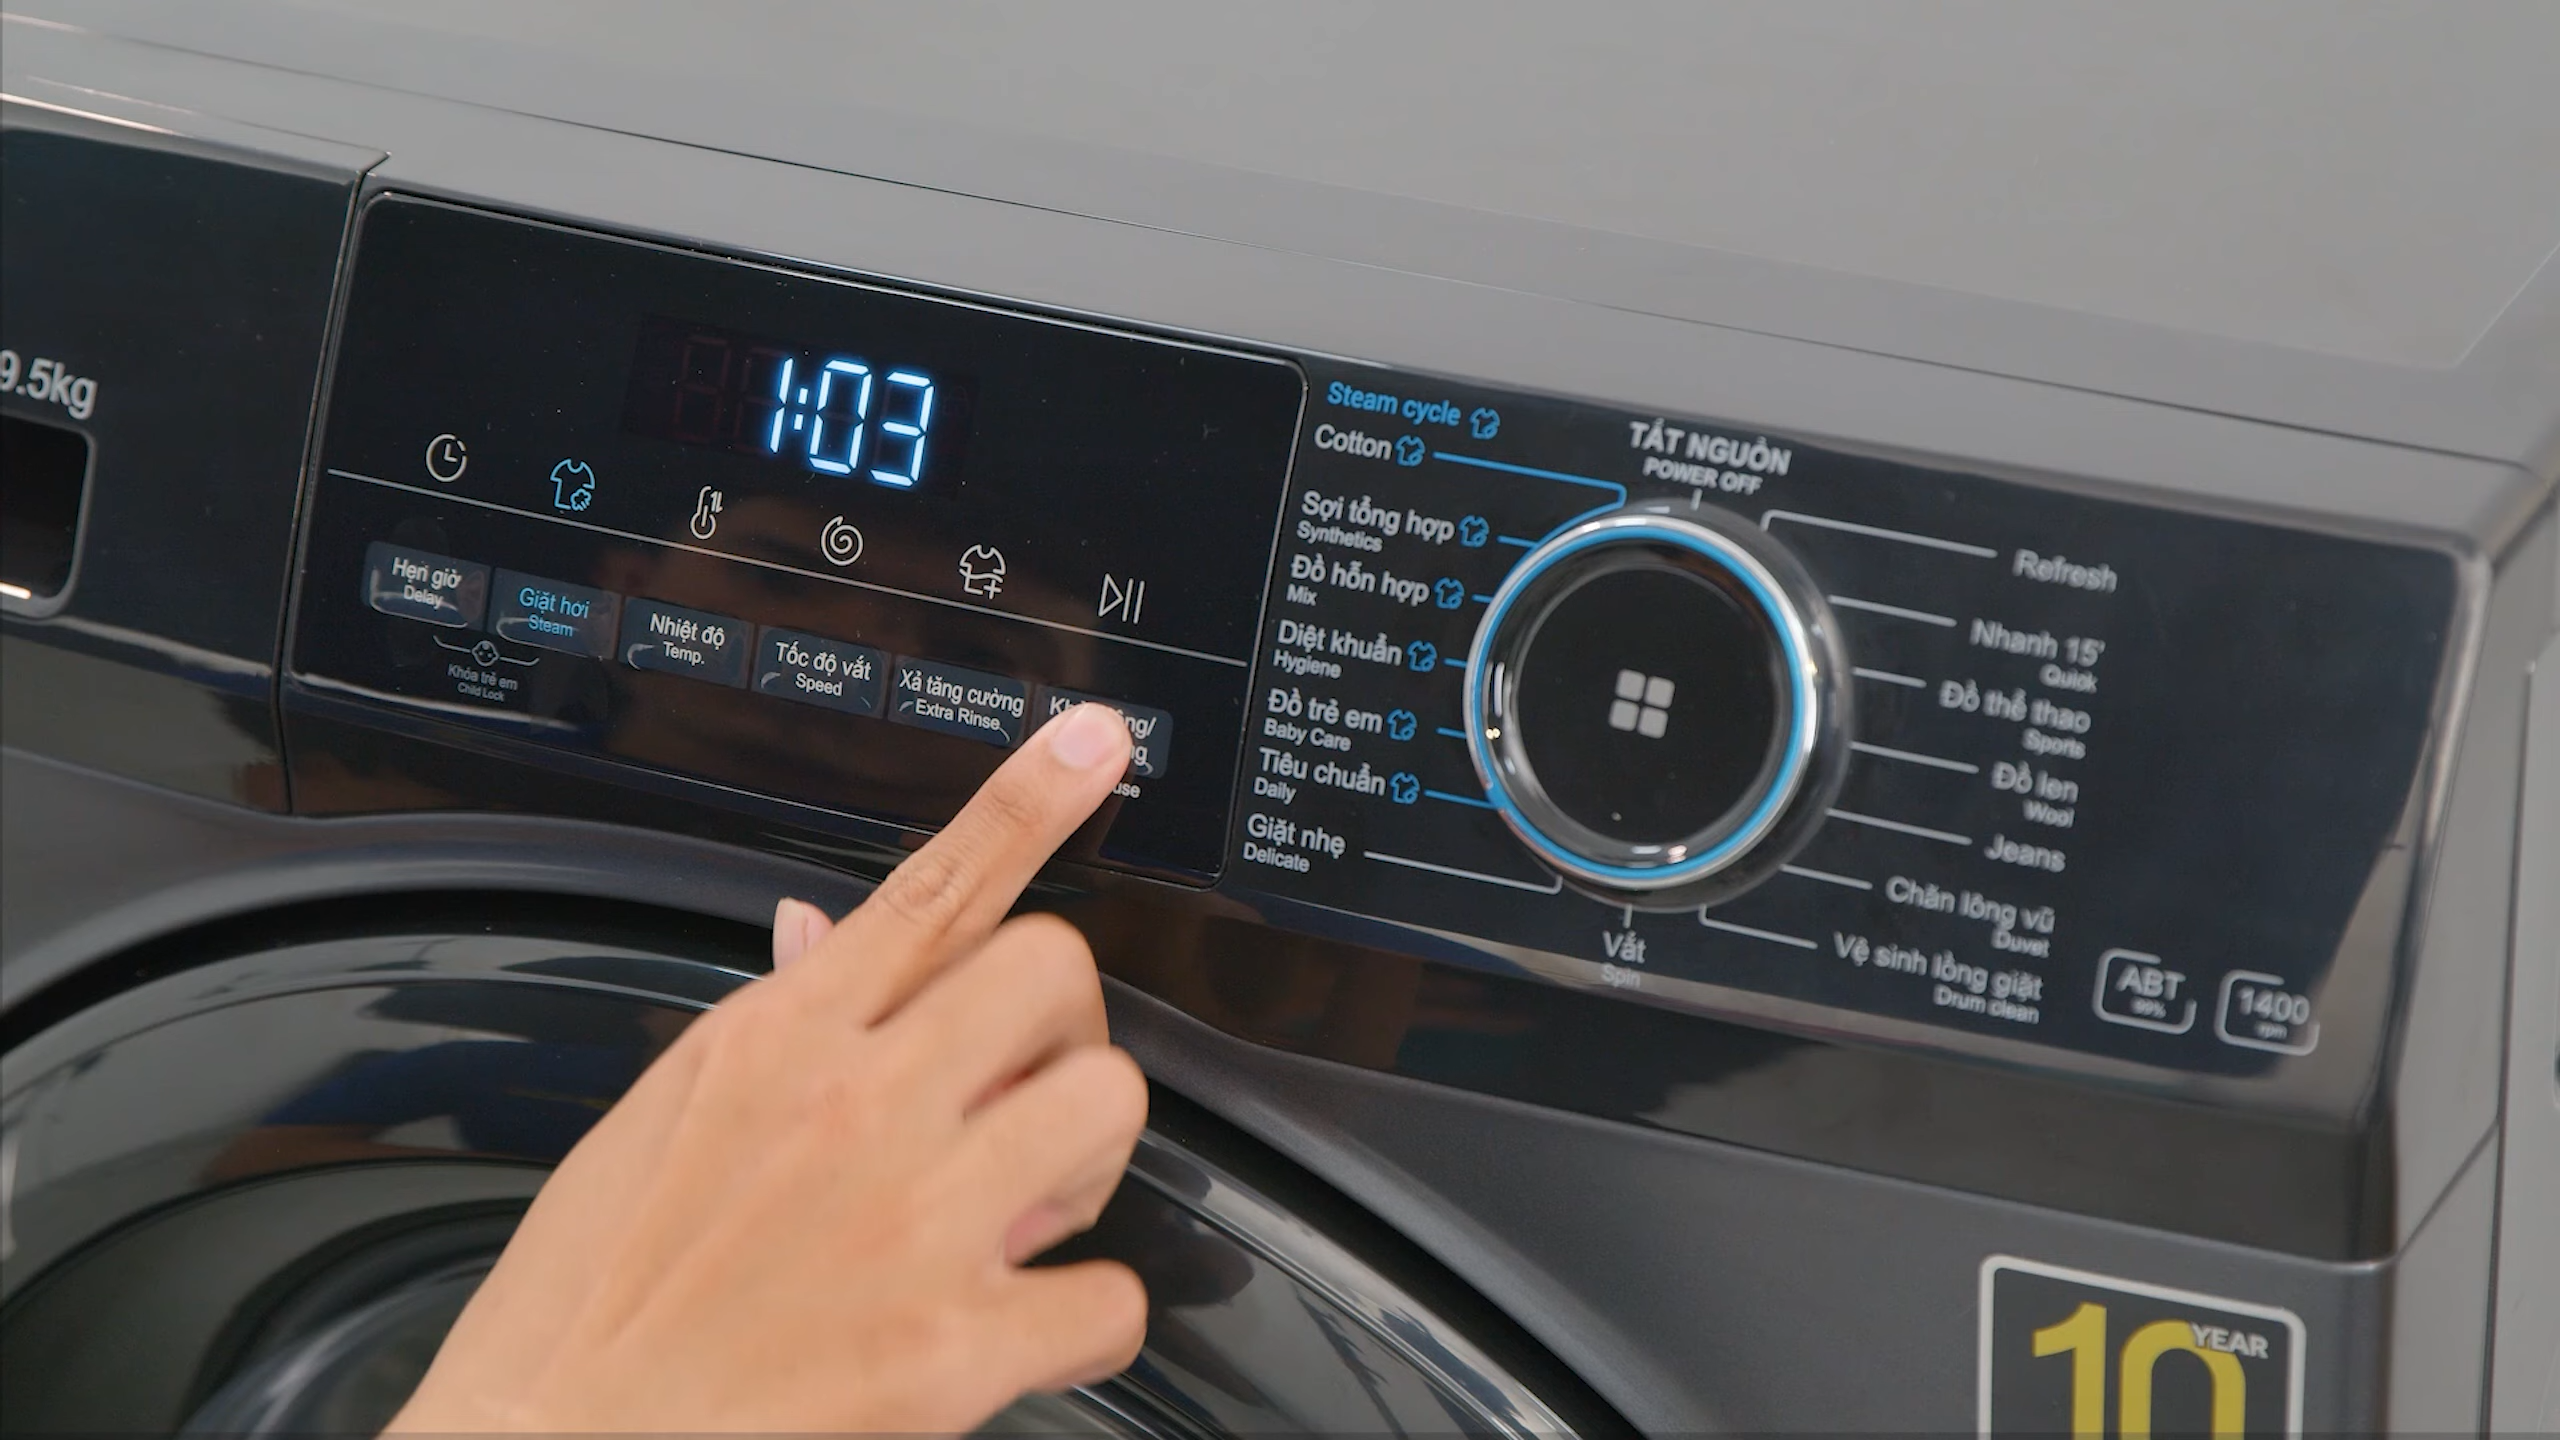 9.5kg
1:03
Hẹn giờ
Delay
Giặt hơi
Steam
Nhiệt độ
Temp.
Tốc độ vắt
Speed
Xả tăng cường
Extra Rinse
Khóa trẻ em
Child Lock
Steam cycle
Cotton
Sợi tổng hợp
Synthetics
Đồ hỗn hợp
Mix
Diệt khuẩn
Hygiene
Đồ trẻ em
Baby Care
Tiêu chuẩn
Daily
Giặt nhẹ
Delicate
TẮT NGUỒN
POWER OFF
Refresh
Nhanh 15'
Quick
Đồ thể thao
Sports
Đồ len
Wool
Jeans
Chăn lông vũ
Duvet
Vệ sinh lồng giặt
Drum clean
Vắt
Spin
ABT
99%
1400
rpm
10
YEAR